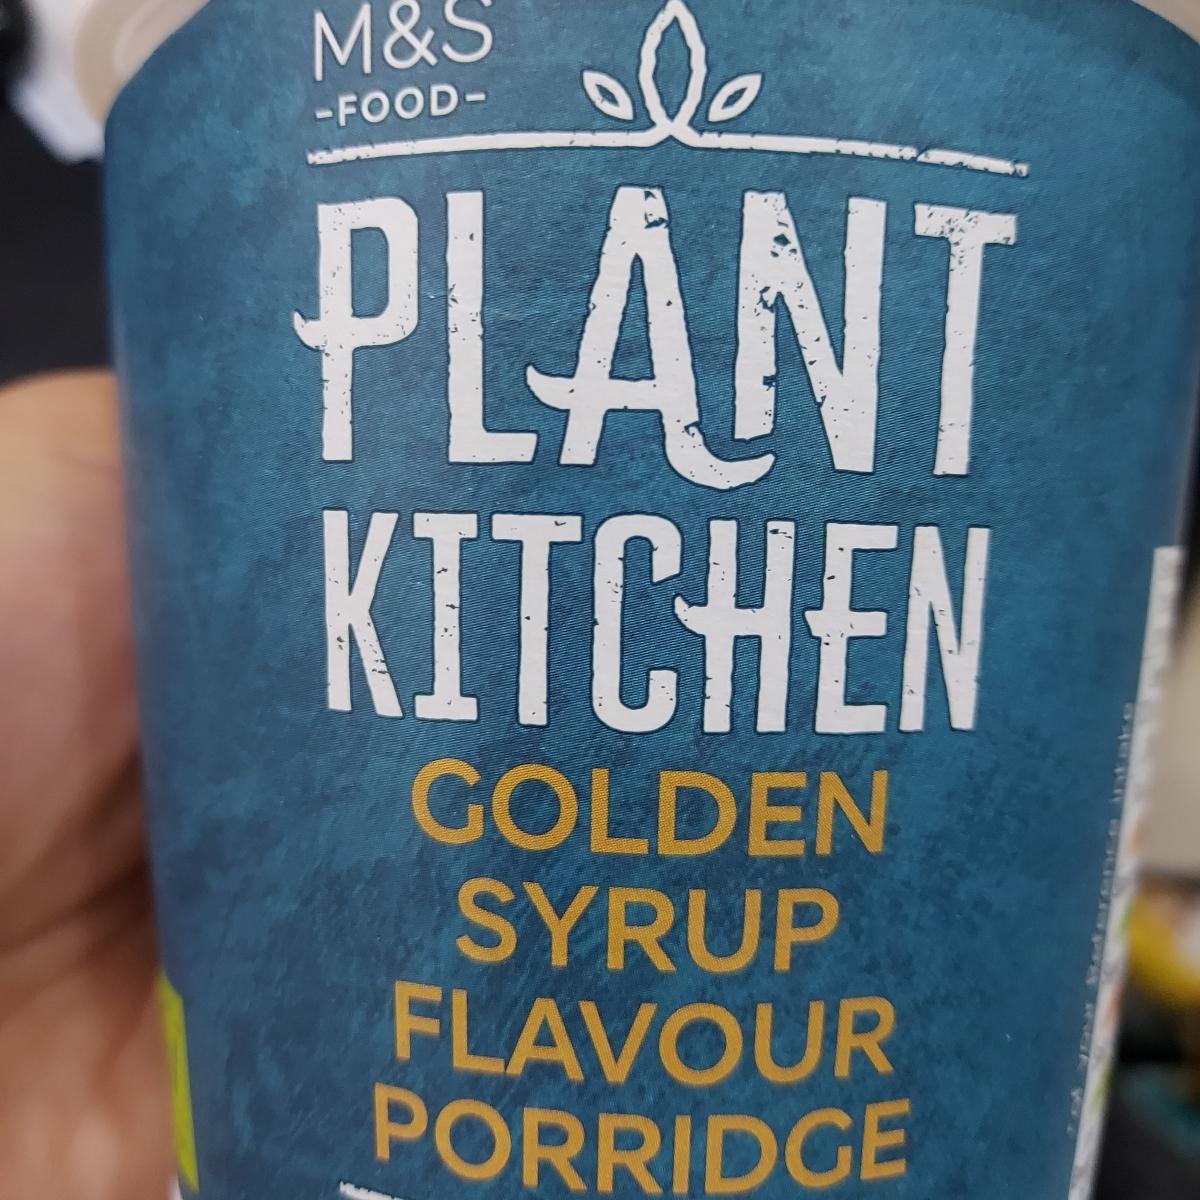 M&S
-FOOD-
PLANT
KITCHEN
GOLDEN
SYRUP
FLAVOUR
PORRIDGE